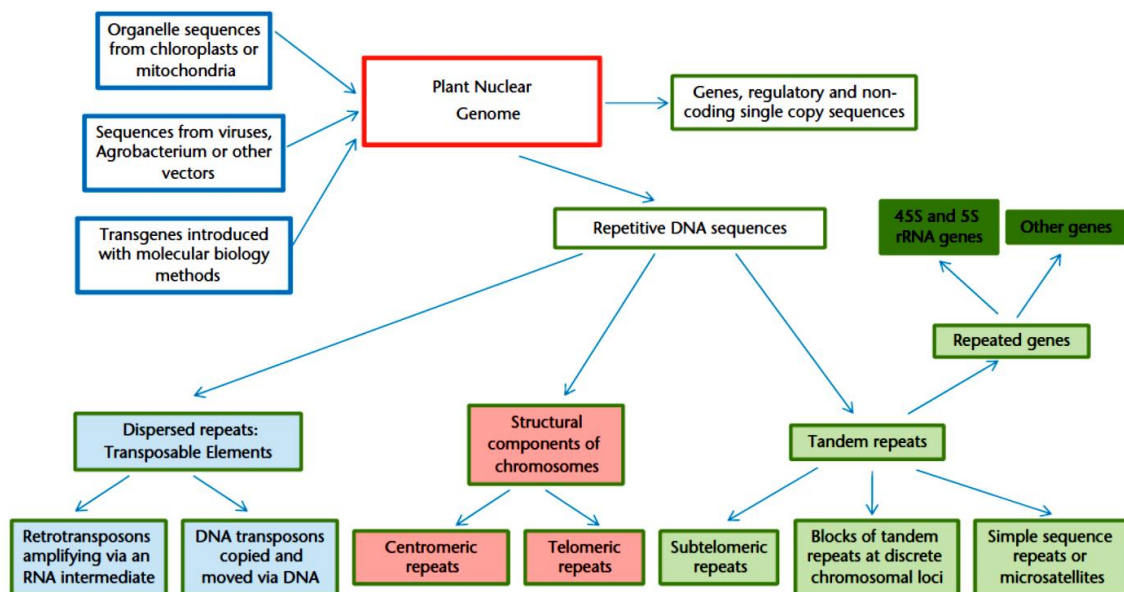 Organelle sequences
from chloroplasts or
mitochondria
Plant Nuclear
Genome
Genes, regulatory and non-
coding single copy sequences
Sequences from viruses,
Agrobacterium or other
vectors
Transgenes introduced
with molecular biology
methods
Repetitive DNA sequences
45S and 5S
rRNA genes
Other genes
Repeated genes
Dispersed repeats:
Transposable Elements
Structural
components of
chromosomes
Tandem repeats
Retrotransposons
amplifying via an
RNA intermediate
DNA transposons
copied and
moved via DNA
Centromeric
repeats
Telomeric
repeats
Subtelomeric
repeats
Blocks of tandem
repeats at discrete
chromosomal loci
Simple sequence
repeats or
microsatellites